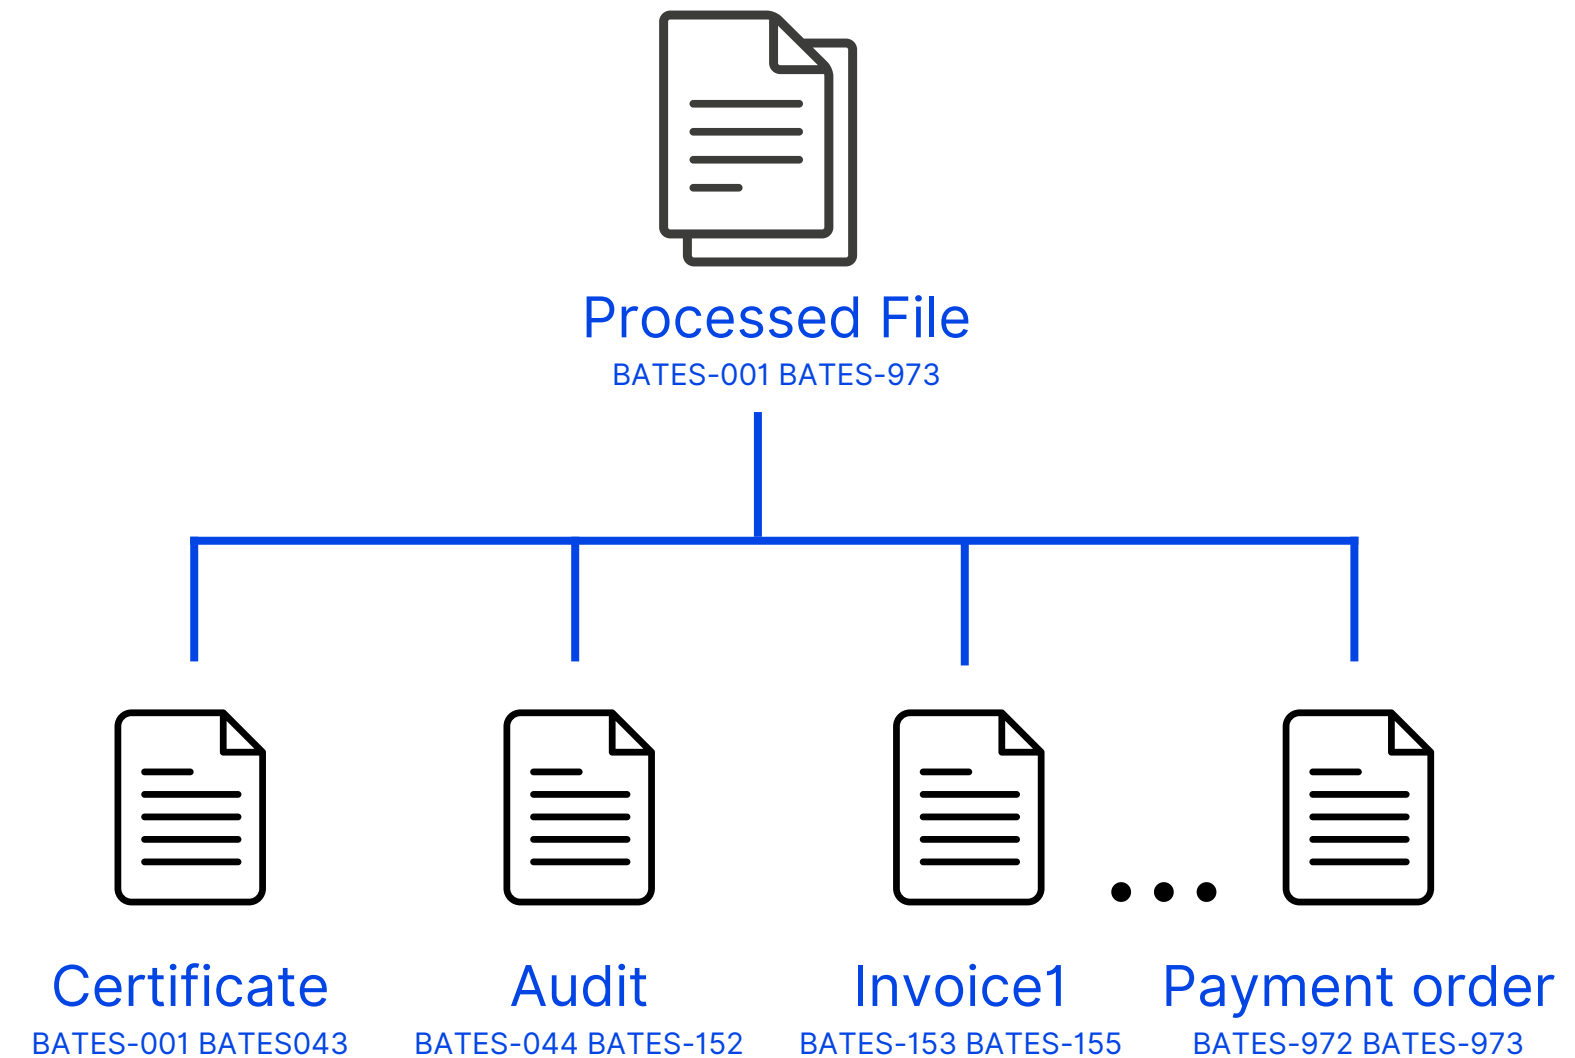 Processed File
BATES-001 BATES-973
Certificate
BATES-001 BATES043
Audit
BATES-044 BATES-152
Invoice1
BATES-153 BATES-155
Payment order
BATES-972 BATES-973